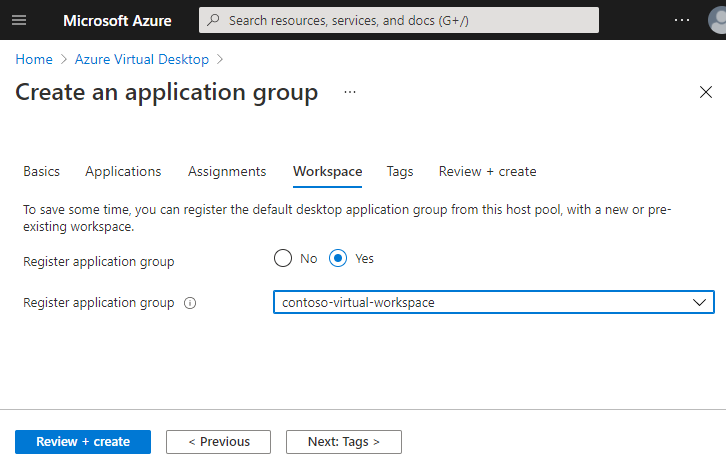 Microsoft Azure
Search resources, services, and docs (G+/)
Home > Azure Virtual Desktop >
Create an application group ...
Basics Applications Assignments Workspace Tags Review + create
To save some time, you can register the default desktop application group from this host pool, with a new or pre-
existing workspace.
Register application group No Yes
Register application group contoso-virtual-workspace
Review + create < Previous Next: Tags >